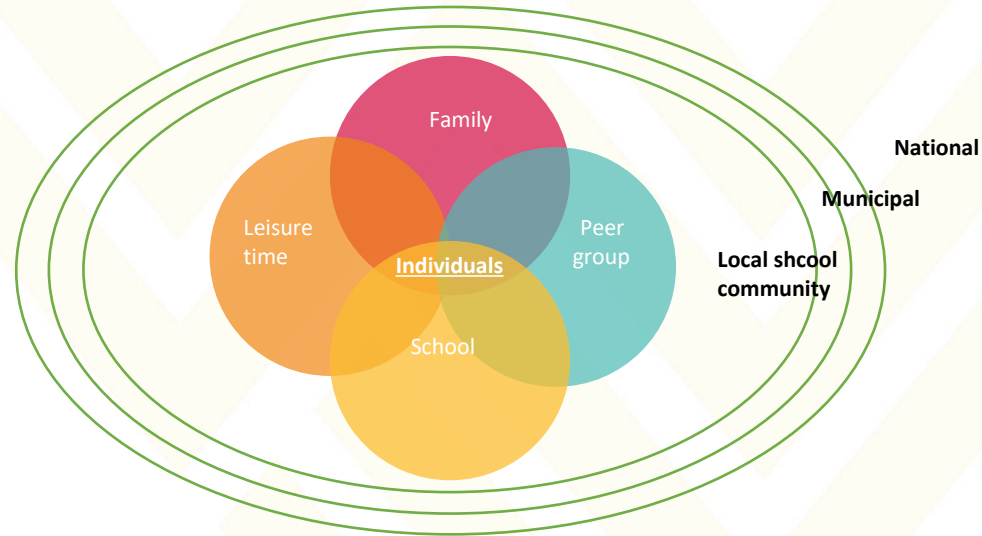 Family
National
Municipal
Leisure
time
Peer
group
Local shcool
community
Individuals
School